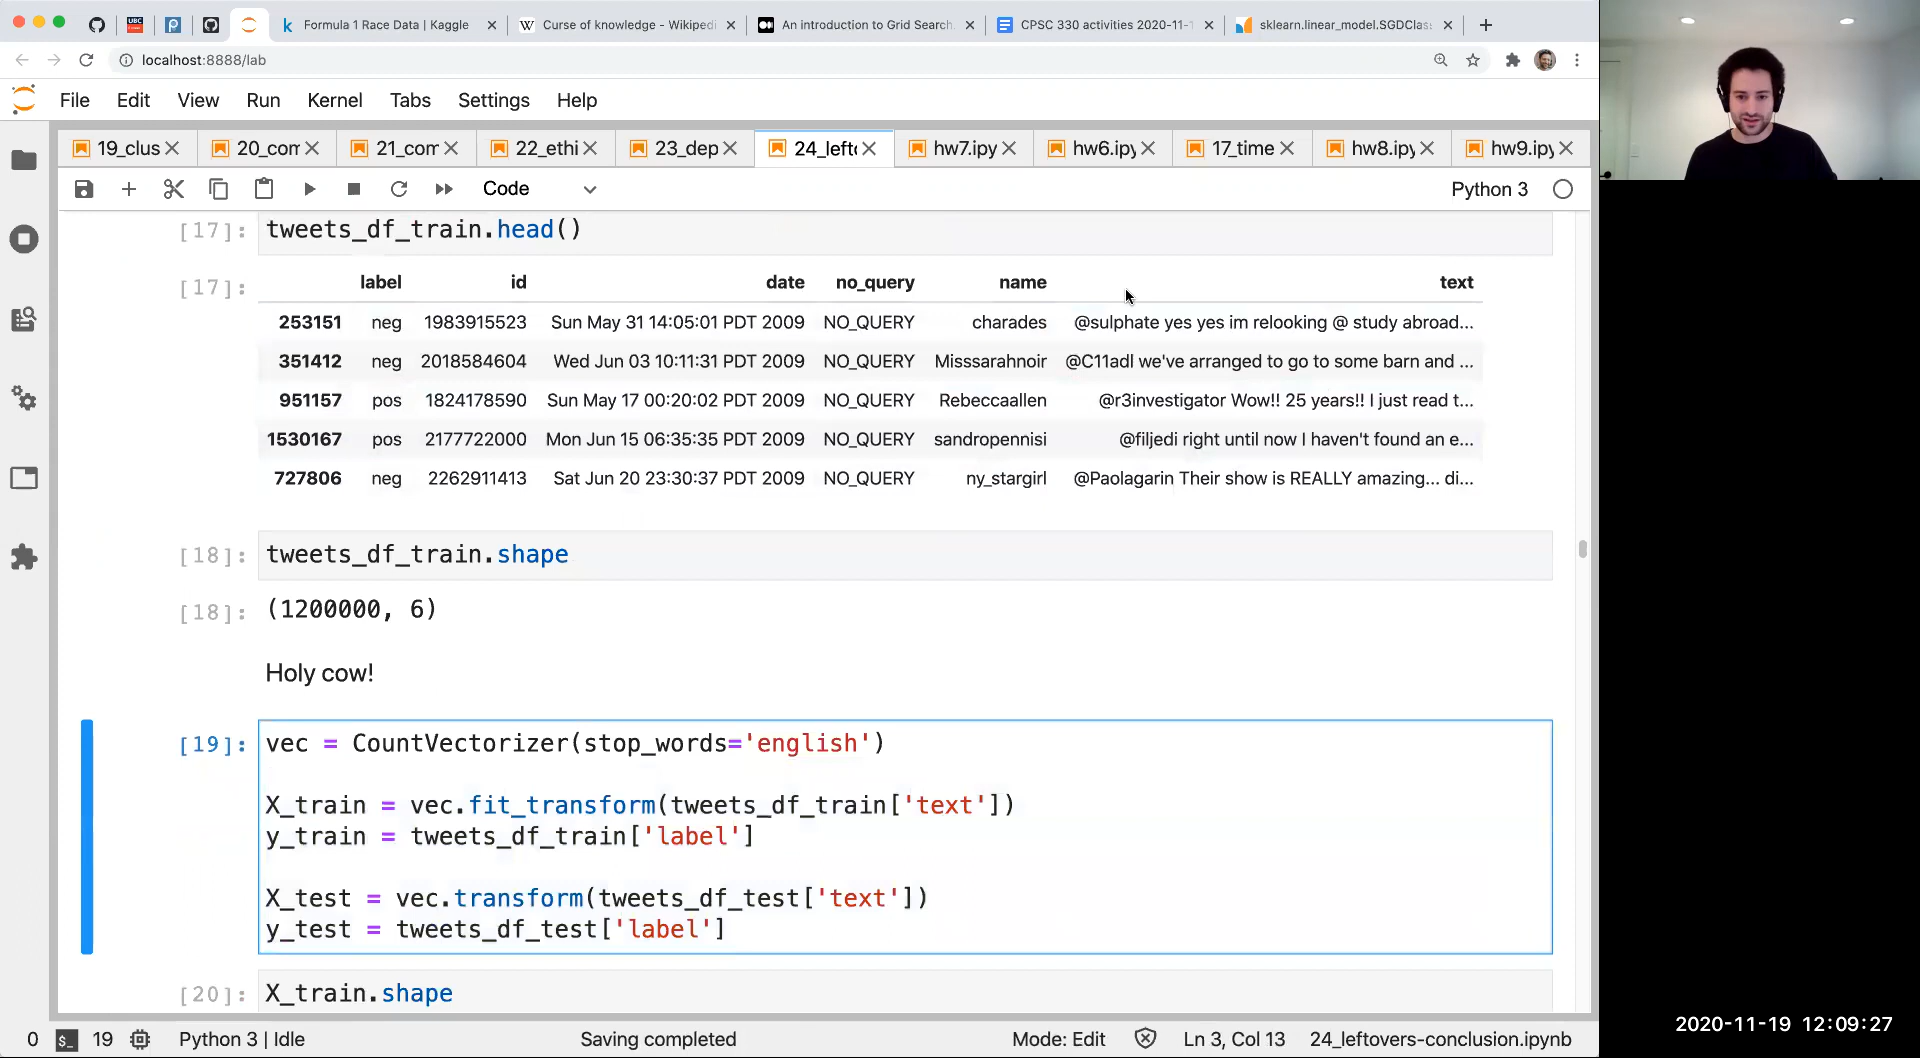 Formula 1 Race Data | Kaggle
Curse of knowledge - Wikipedi
An introduction to Grid Search
CPSC 330 activities 2020-11-1
sklearn.linear_model.SGDClas
localhost:8888/lab
File Edit View Run Kernel Tabs Settings Help
19_clus 20_com 21_com 22_ethi 23_dep 24_lefto hw7.ipy hw6.ipy 17_time hw8.ipy hw9.ipy
Code Python 3
[17]: tweets_df_train.head()
[17]: label id date no_query name text
253151 neg 1983915523 Sun May 31 14:05:01 PDT 2009 NO_QUERY charades @sulphate yes yes im relooking @ study abroad...
351412 neg 2018584604 Wed Jun 03 10:11:31 PDT 2009 NO_QUERY Misssarahnoir @C11adl we've arranged to go to some barn and ...
951157 pos 1824178590 Sun May 17 00:20:02 PDT 2009 NO_QUERY Rebeccaallen @r3investigator Wow!! 25 years!! I just read t...
1530167 pos 2177722000 Mon Jun 15 06:35:35 PDT 2009 NO_QUERY sandropennisi @filjedi right until now I haven't found an e...
727806 neg 2262911413 Sat Jun 20 23:30:37 PDT 2009 NO_QUERY ny_stargirl @Paolagarin Their show is REALLY amazing... di...
[18]: tweets_df_train.shape
[18]: (1200000, 6)
Holy cow!
[19]: vec = CountVectorizer(stop_words='english')
X_train = vec.fit_transform(tweets_df_train['text'])
y_train = tweets_df_train['label']
X_test = vec.transform(tweets_df_test['text'])
y_test = tweets_df_test['label']
[20]: X_train.shape
0 19 Python 3 | Idle Saving completed Mode: Edit Ln 3, Col 13 24_leftovers-conclusion.ipynb
2020-11-19 12:09:27